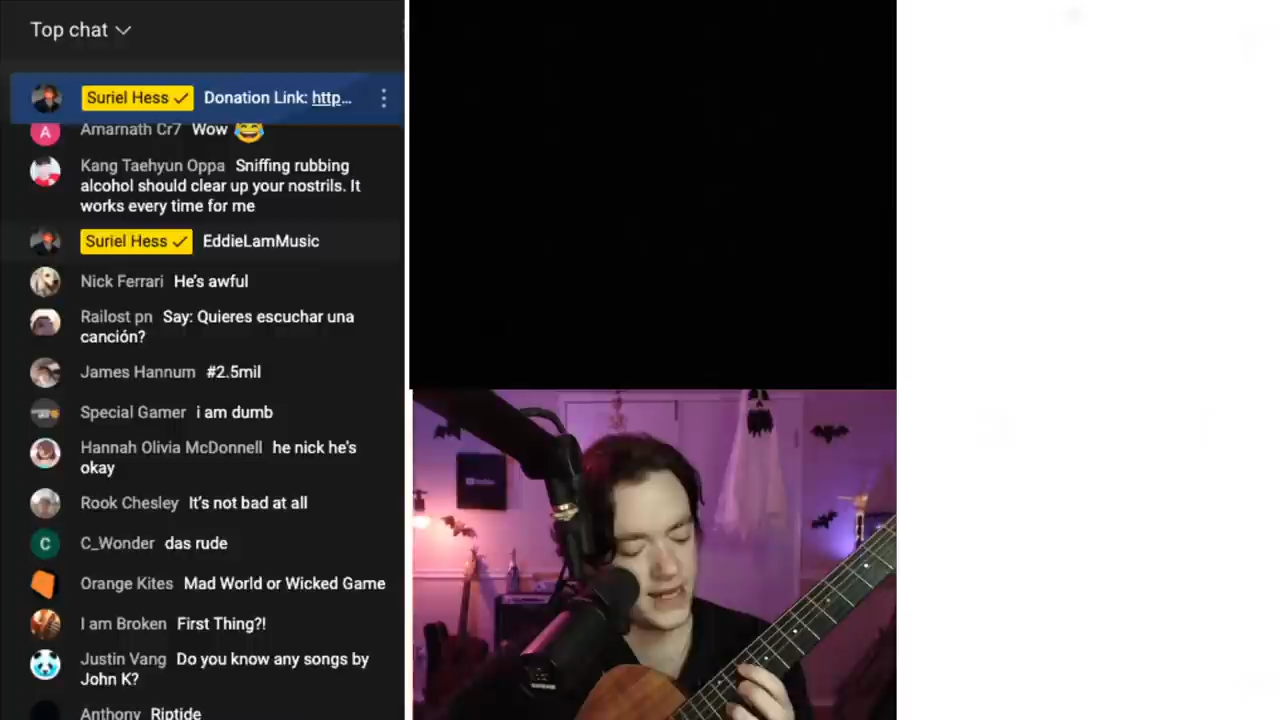 Top chat
Suriel Hess Donation Link: http...
Amarnath Cr7 Wow
Kang Taehyun Oppa Sniffing rubbing
alcohol should clear up your nostrils. It
works every time for me
Suriel Hess EddieLamMusic
Nick Ferrari He's awful
Railost pn Say: Quieres escuchar una
canción?
James Hannum #2.5mil
Special Gamer i am dumb
Hannah Olivia McDonnell he nick he's
okay
Rook Chesley It's not bad at all
C_Wonder das rude
Orange Kites Mad World or Wicked Game
I am Broken First Thing?!
Justin Vang Do you know any songs by
John K?
Anthony Riptide